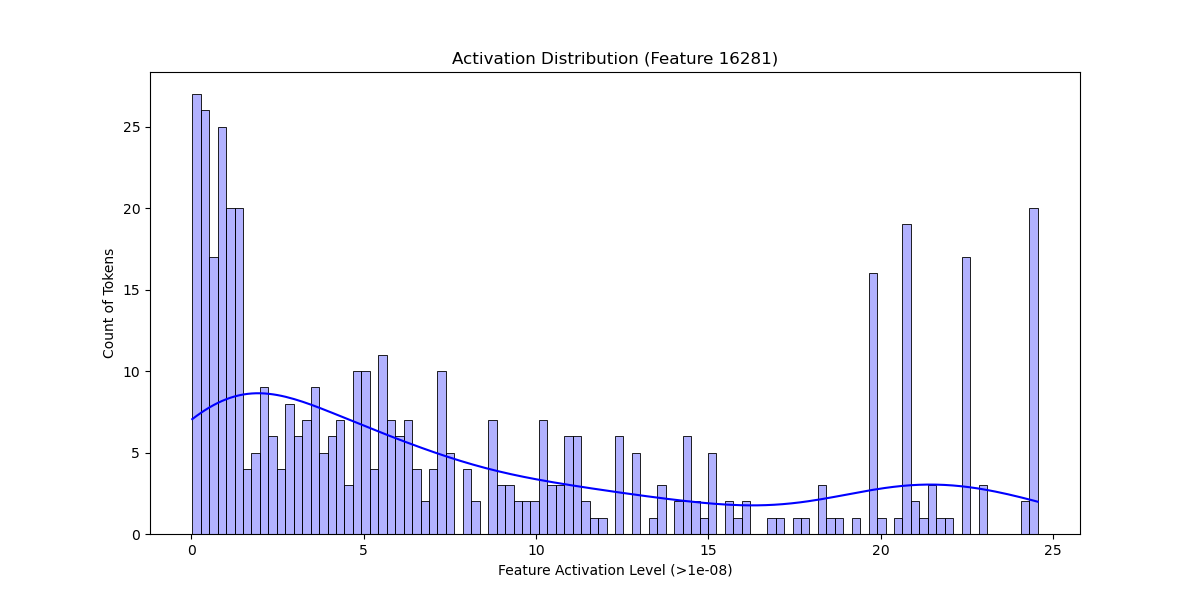 Activation Distribution (Feature 16281)
Count of Tokens
25
20
15
10
5
0
0 5 10 15 20 25
Feature Activation Level (>1e-08)